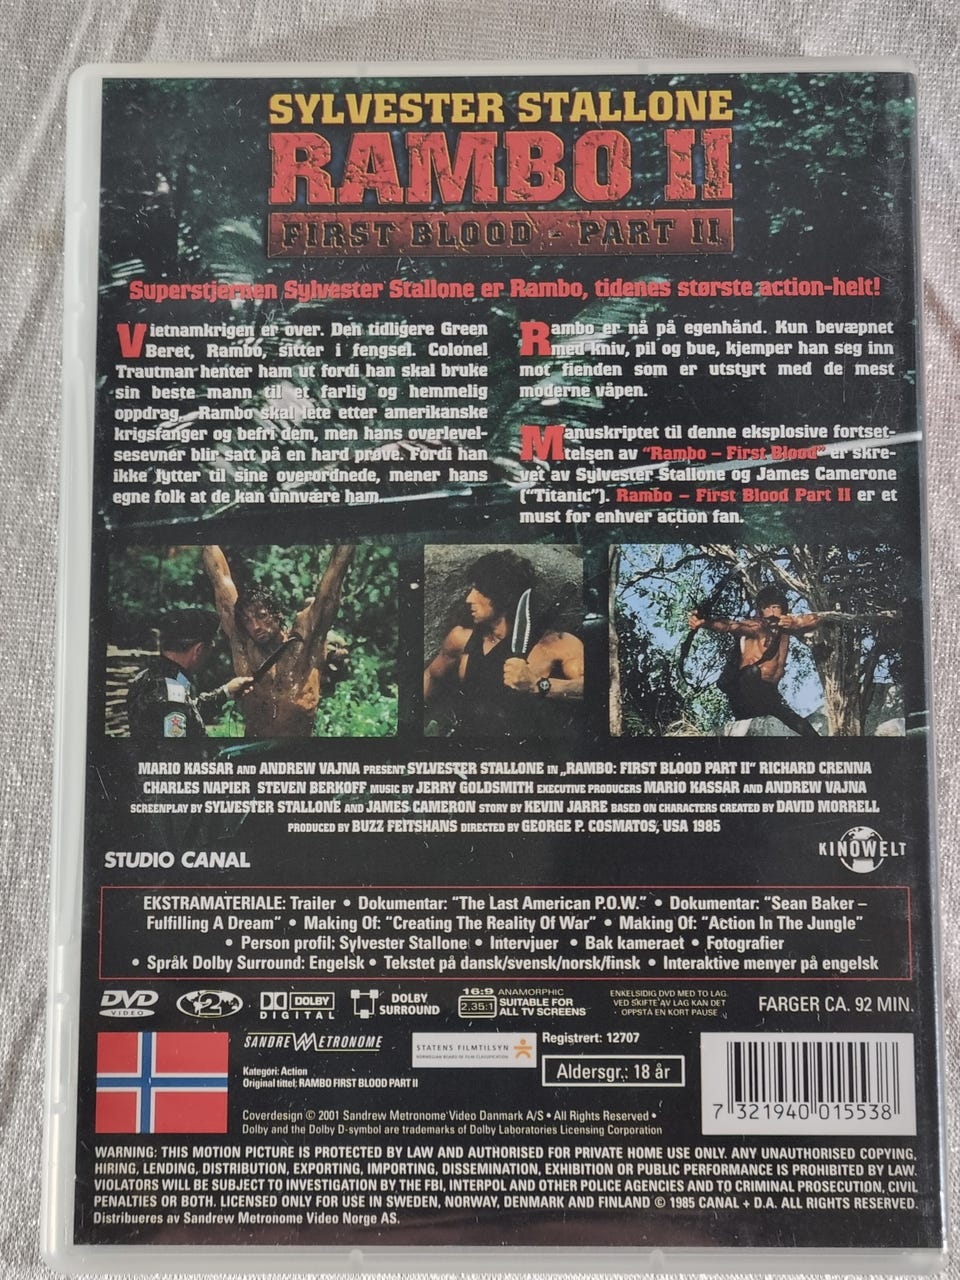 SYLVESTER STALLONE
RAMBO II
FIRST BLOOD - PART II
Superstjernen Sylvester Stallone er Rambo, tidenes største action-helt!
Vietnamkrigen er over. Den tidligere Green
Beret, Rambo, sitter i fengsel. Colonel
Trautman henter ham ut fordi han skal bruke
sin beste mann til et farlig og hemmelig
oppdrag. Rambo skal lete etter amerikanske
krigsfanger og befri dem, men hans overlevel-
sesevner blir satt på en hard prøve. Fordi han
ikke lytter til sine overordnede, mener hans
egne folk at de kan unnvære ham.
Rambo er nå på egenhånd. Kun bevæpnet
med kniv, pil og bue, kjemper han seg inn
mot fienden som er utstyrt med de mest
moderne våpen.
Manuskriptet til denne eksplosive fortset-
telsen av "Rambo – First Blood" er skre-
vet av Sylvester Stallone og James Camerone
("Titanic"). Rambo – First Blood Part II er et
must for enhver action fan.
MARIO KASSAR AND ANDREW VAJNA PRESENT SYLVESTER STALLONE IN „RAMBO: FIRST BLOOD PART II" RICHARD CRENNA
CHARLES NAPIER STEVEN BERKOFF MUSIC BY JERRY GOLDSMITH EXECUTIVE PRODUCERS MARIO KASSAR AND ANDREW VAJNA
SCREENPLAY BY SYLVESTER STALLONE AND JAMES CAMERON STORY BY KEVIN JARRE BASED ON CHARACTERS CREATED BY DAVID MORRELL
PRODUCED BY BUZZ FEITSHANS DIRECTED BY GEORGE P. COSMATOS, USA 1985
STUDIO CANAL
KINOWELT
EKSTRAMATERIALE: Trailer • Dokumentar: "The Last American P.O.W." • Dokumentar: "Sean Baker –
Fulfilling A Dream" • Making Of: "Creating The Reality Of War" • Making Of: "Action In The Jungle"
• Person profil; Sylvester Stallone • Intervjuer • Bak kameraet • Fotografier
• Språk Dolby Surround: Engelsk • Tekstet på dansk/svensk/norsk/finsk • Interaktive menyer på engelsk
DVD VIDEO
2
DOLBY DIGITAL
DOLBY SURROUND
16:9 ANAMORPHIC
2.35:1 SUITABLE FOR ALL TV SCREENS
ENKELSIDIG DVD MED TO LAG.
VED SKIFTE AV LAG KAN DET
OPPSTÅ EN KORT PAUSE
FARGER CA. 92 MIN.
SANDREW METRONOME
Kategori: Action
Original tittel: RAMBO FIRST BLOOD PART II
STATENS FILMTILSYN
NORWEGIAN BOARD OF FILM CLASSIFICATION
Registrert: 12707
Aldersgr.: 18 år
7 321940 015538
Coverdesign © 2001 Sandrew Metronome Video Danmark A/S • All Rights Reserved •
Dolby and the Dolby D-symbol are trademarks of Dolby Laboratories Licensing Corporation
WARNING: THIS MOTION PICTURE IS PROTECTED BY LAW AND AUTHORISED FOR PRIVATE HOME USE ONLY. ANY UNAUTHORISED COPYING,
HIRING, LENDING, DISTRIBUTION, EXPORTING, IMPORTING, DISSEMINATION, EXHIBITION OR PUBLIC PERFORMANCE IS PROHIBITED BY LAW.
VIOLATORS WILL BE SUBJECT TO INVESTIGATION BY THE FBI, INTERPOL AND OTHER POLICE AGENCIES AND TO CRIMINAL PROSECUTION, CIVIL
PENALTIES OR BOTH. LICENSED ONLY FOR USE IN SWEDEN, NORWAY, DENMARK AND FINLAND © 1985 CANAL + D.A. ALL RIGHTS RESERVED.
Distribueres av Sandrew Metronome Video Norge AS.